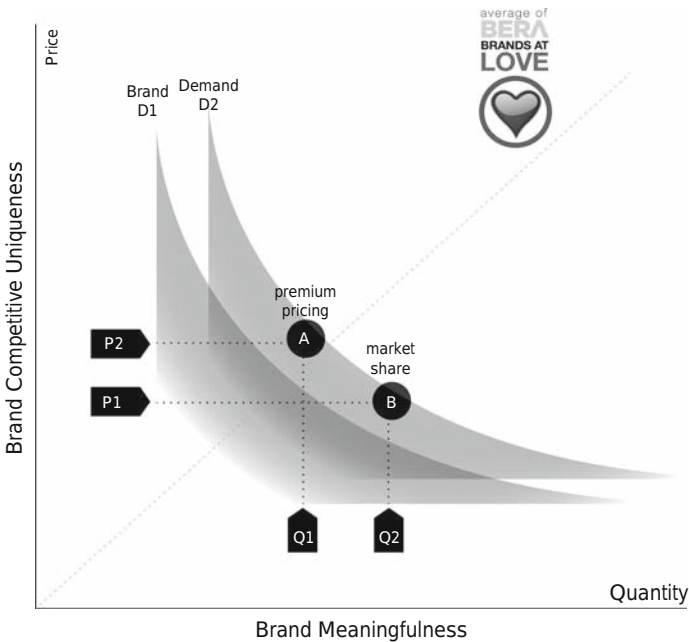 average of
BERA
BRANDS AT
LOVE
Price
Brand
D1
Demand
D2
Brand Competitive Uniqueness
premium
pricing
A
P2
market
share
P1
B
Q1
Q2
Quantity
Brand Meaningfulness